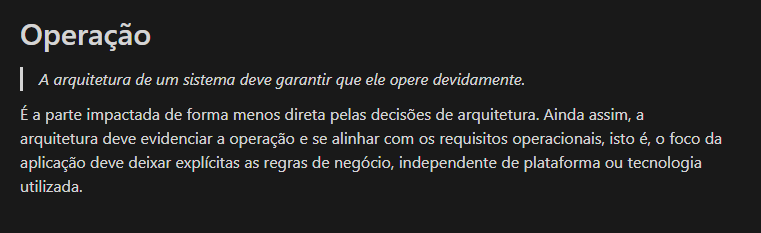 Operação
A arquitetura de um sistema deve garantir que ele opere devidamente.
É a parte impactada de forma menos direta pelas decisões de arquitetura. Ainda assim, a
arquitetura deve evidenciar a operação e se alinhar com os requisitos operacionais, isto é, o foco da
aplicação deve deixar explícitas as regras de negócio, independente de plataforma ou tecnologia
utilizada.